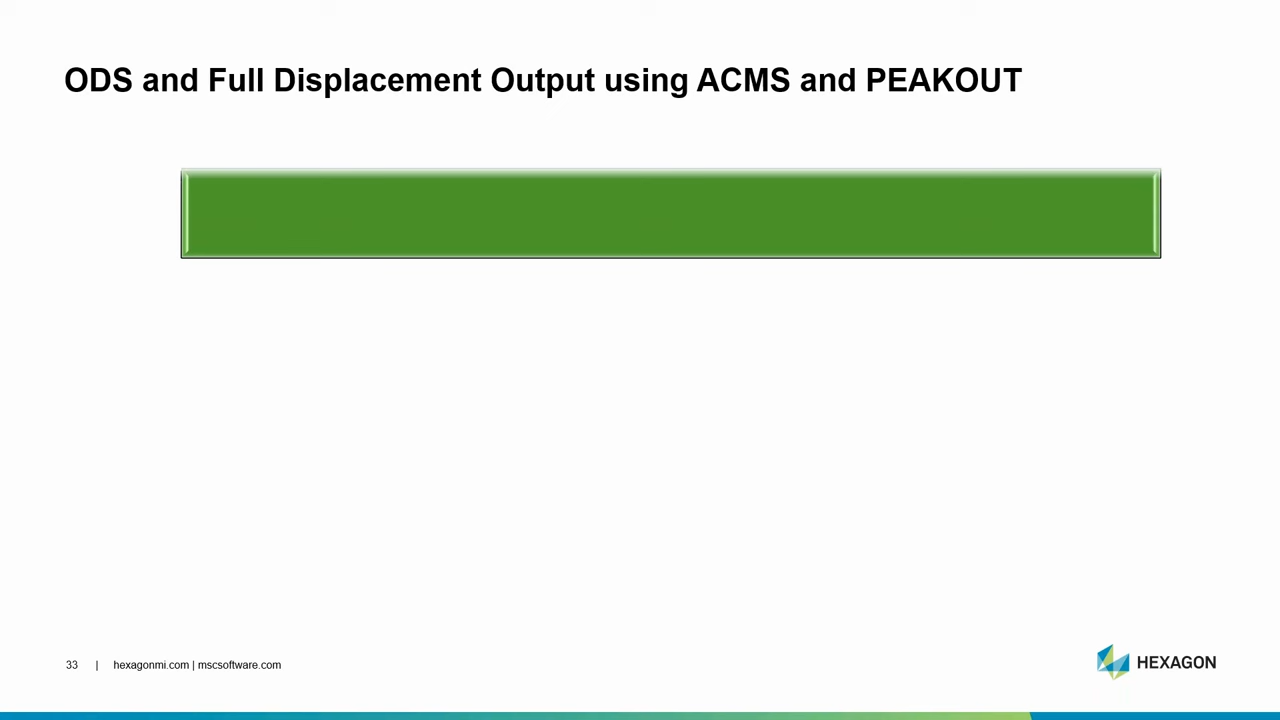 ODS and Full Displacement Output using ACMS and PEAKOUT
33 | hexagonmi.com | mscsoftware.com
HEXAGON